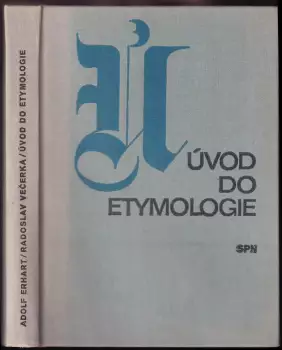 ADOLF ERHART/RADOSLAV VEČERKA/ÚVOD DO ETYMOLOGIE
Ú
ÚVOD
DO
ETYMOLOGIE
SPN